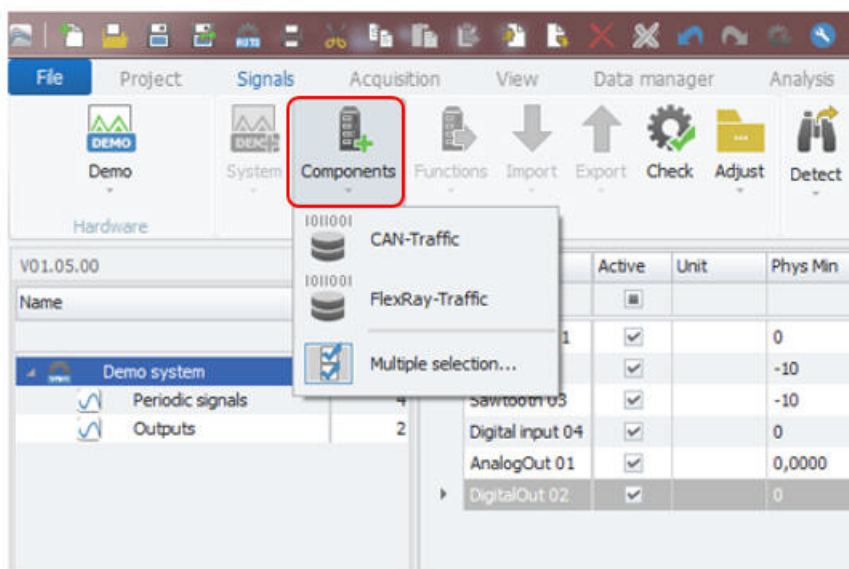 AUTO
File Project Signals Acquisition View Data manager Analysis
DEMO
Demo System Components Functions Import Export Check Adjust Detect
Hardware
1011001
CAN-Traffic
1011001
FlexRay-Traffic
Multiple selection...
V01.05.00 Active Unit Phys Min
Name
1 0
Demo system -10
Periodic signals 4 Sawtooth 03 -10
Outputs 2 Digital input 04 0
AnalogOut 01 0,0000
DigitalOut 02 0